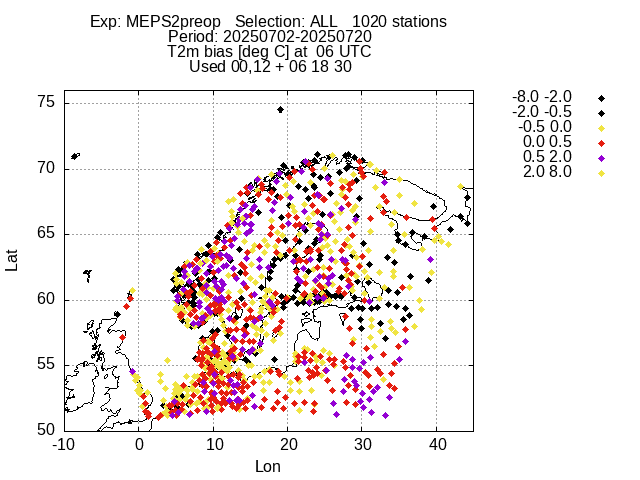 Exp: MEPS2preop   Selection: ALL   1020 stations
Period: 20250702-20250720
T2m bias [deg C] at  06 UTC
Used 00,12 + 06 18 30
-8.0 -2.0
-2.0 -0.5
-0.5 0.0
0.0 0.5
0.5 2.0
2.0 8.0
75
70
65
60
55
50
Lat
-10 0 10 20 30 40
Lon